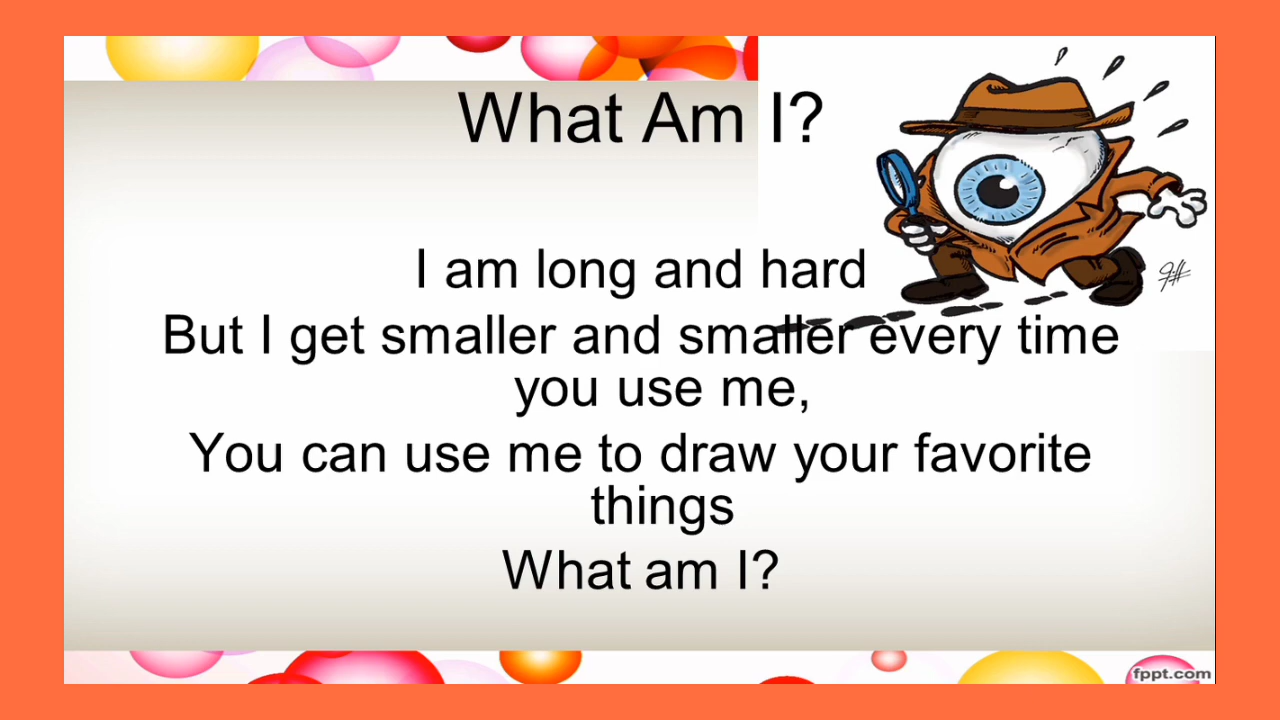 What Am I?
I am long and hard
But I get smaller and smaller every time
you use me,
You can use me to draw your favorite
things
What am I?
fppt.com